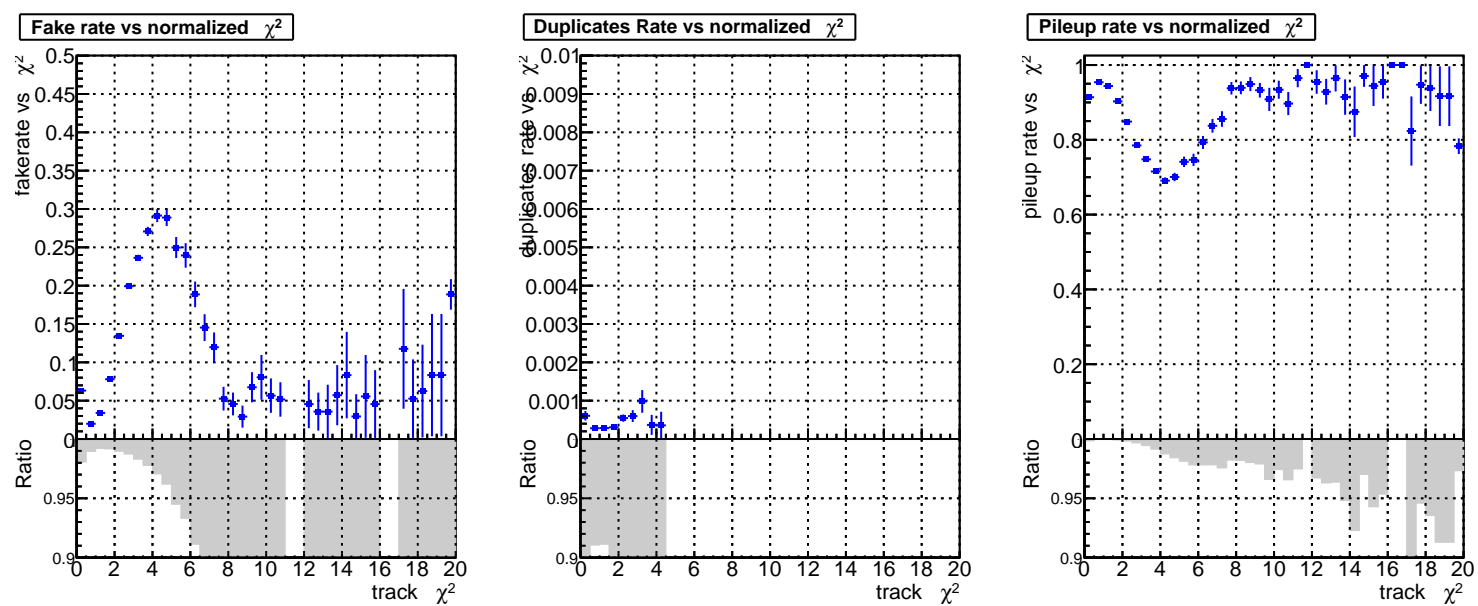 Fake rate vs normalized χ²
fakerate vs χ²
0.5
0.45
0.4
0.35
0.3
0.25
0.2
0.15
0.1
0.05
0
Ratio
0.95
0.9
0 2 4 6 8 10 12 14 16 18 20
track χ²
Duplicates Rate vs normalized χ²
duplicates rate vs χ²
0.01
0.009
0.008
0.007
0.006
0.005
0.004
0.003
0.002
0.001
0
Ratio
0.95
0.9
0 2 4 6 8 10 12 14 16 18 20
track χ²
Pileup rate vs normalized χ²
pileup rate vs χ²
1
0.8
0.6
0.4
0.2
0
Ratio
0.95
0.9
0 2 4 6 8 10 12 14 16 18 20
track χ²